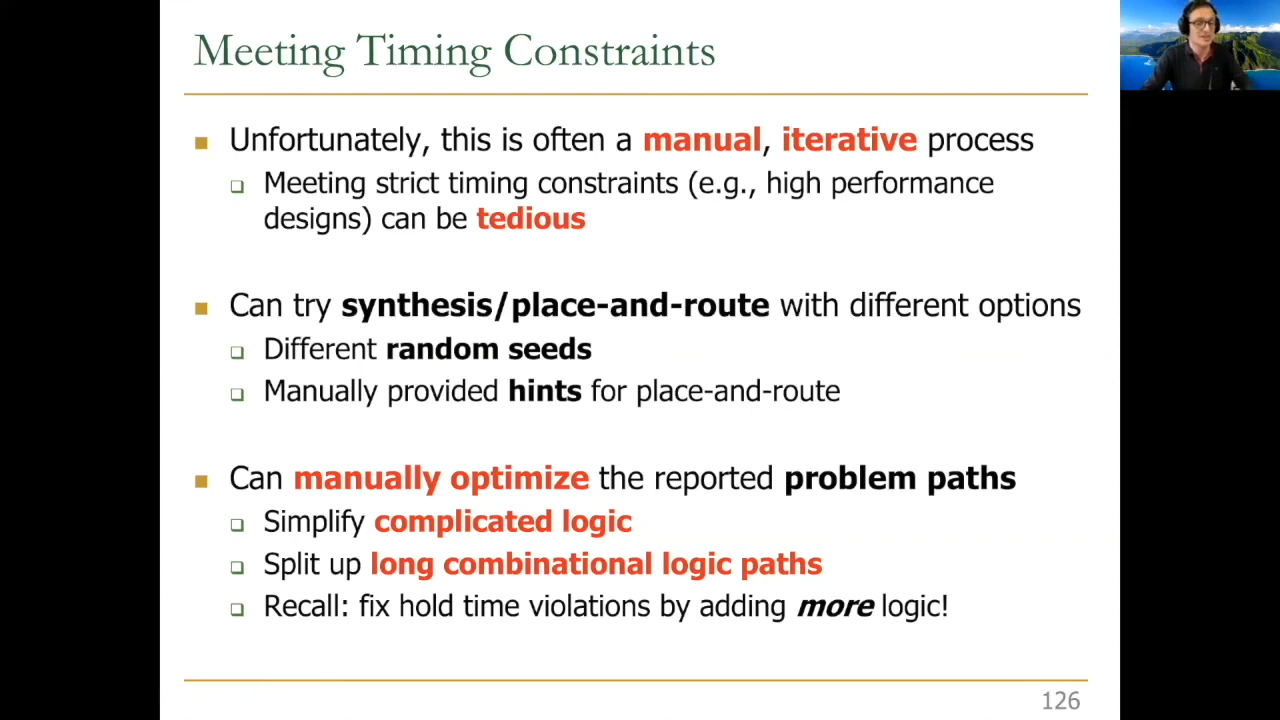 Meeting Timing Constraints
Unfortunately, this is often a manual, iterative process
Meeting strict timing constraints (e.g., high performance
designs) can be tedious
Can try synthesis/place-and-route with different options
Different random seeds
Manually provided hints for place-and-route
Can manually optimize the reported problem paths
Simplify complicated logic
Split up long combinational logic paths
Recall: fix hold time violations by adding more logic!
126